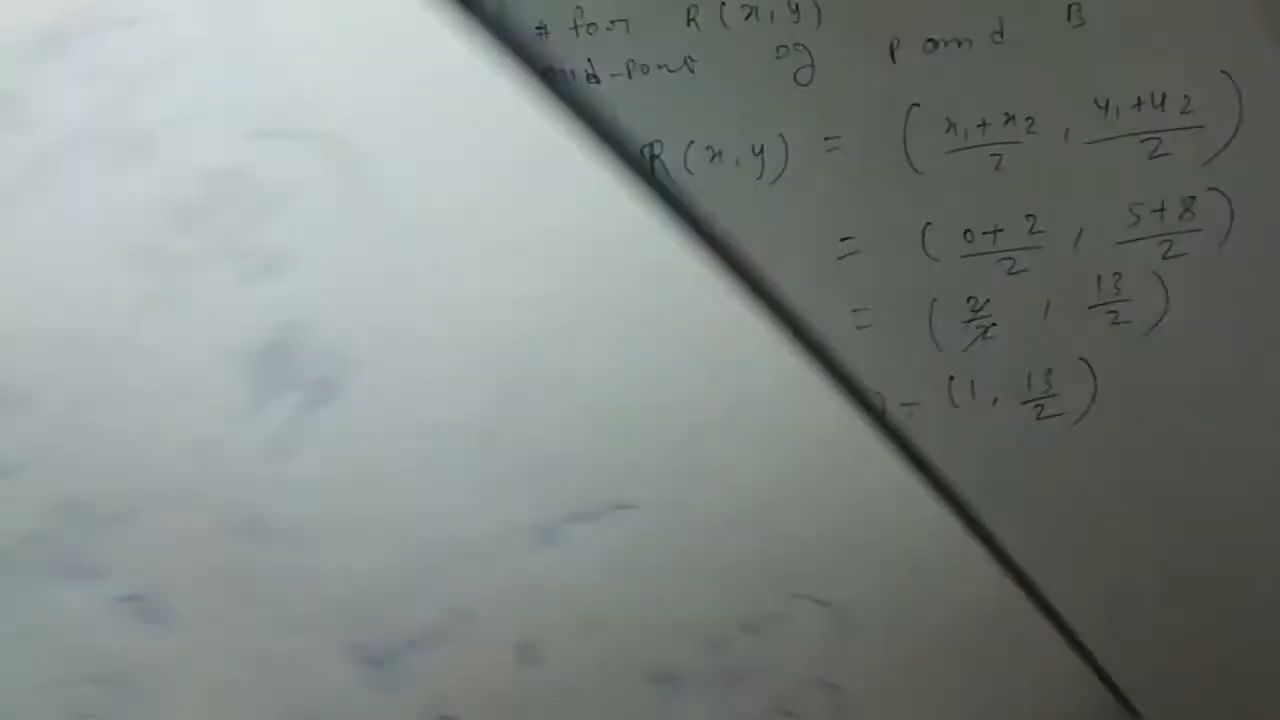 # for R(x, y)
mid-point og P and B
R(x, y) = (x₁+x₂/2, y₁+y₂/2)
= (0+2/2, 5+8/2)
= (2/2, 13/2)
= (1, 13/2)